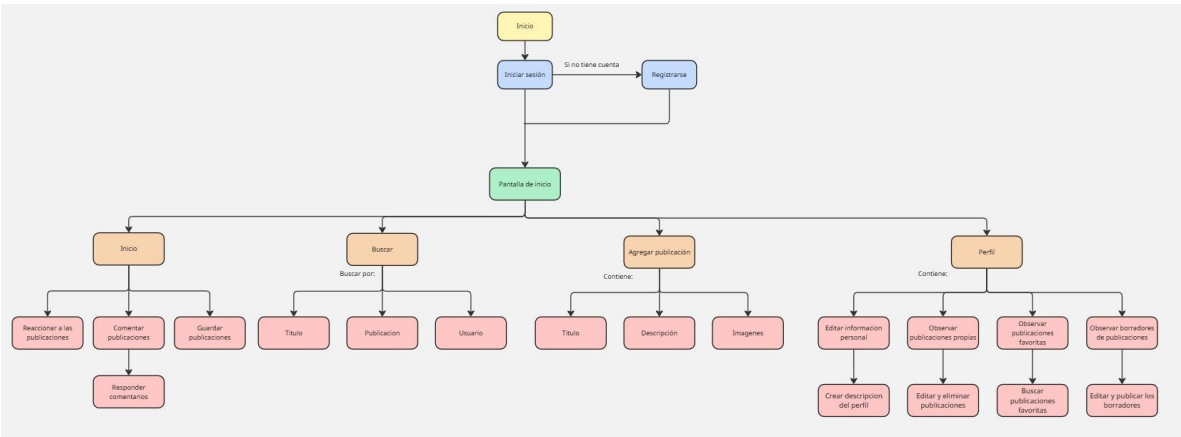 Inicio
Iniciar sesión
Si no tiene cuenta
Registrarse
Pantalla de inicio
Inicio
Buscar
Agregar publicación
Perfil
Buscar por:
Contiene:
Contiene:
Reaccionar a las
publicaciones
Comentar
publicaciones
Guardar
publicaciones
Titulo
Publicacion
Usuario
Titulo
Descripción
Imagenes
Editar informacion
personal
Observar
publicaciones propias
Observar
publicaciones
favoritas
Observar borradores
de publicaciones
Responder
comentarios
Crear descripcion
del perfil
Editar y eliminar
publicaciones
Buscar
publicaciones
favoritas
Editar y publicar los
borradores